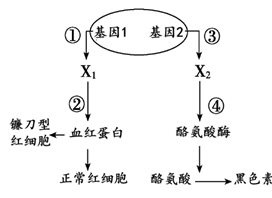 ① 基因1 基因2 ③
X₁ X₂
② ④
镰刀型
红细胞 血红蛋白 酪氨酸酶
正常红细胞 酪氨酸 黑色素